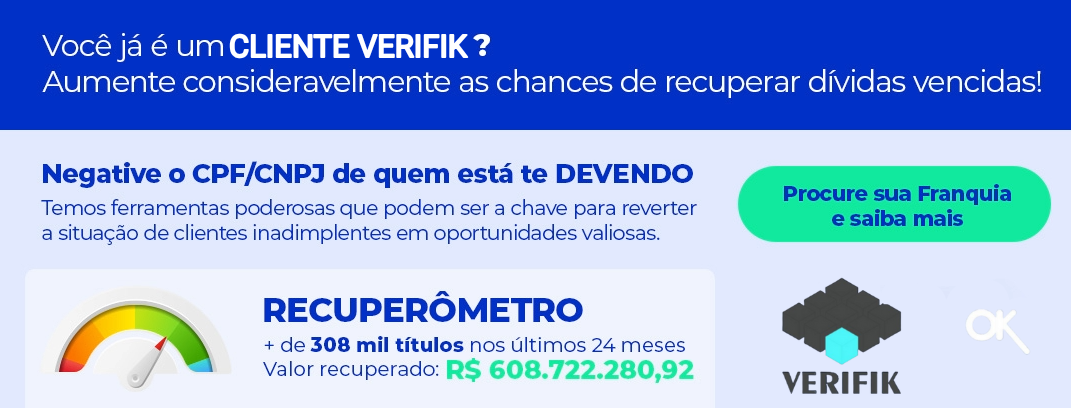 Você já é um CLIENTE VERIFIK ?
Aumente consideravelmente as chances de recuperar dívidas vencidas!
Negative o CPF/CNPJ de quem está te DEVENDO
Temos ferramentas poderosas que podem ser a chave para reverter
a situação de clientes inadimplentes em oportunidades valiosas.
Procure sua Franquia
e saiba mais
RECUPERÔMETRO
+ de 308 mil títulos nos últimos 24 meses
Valor recuperado: R$ 608.722.280,92
VERIFIK
OK